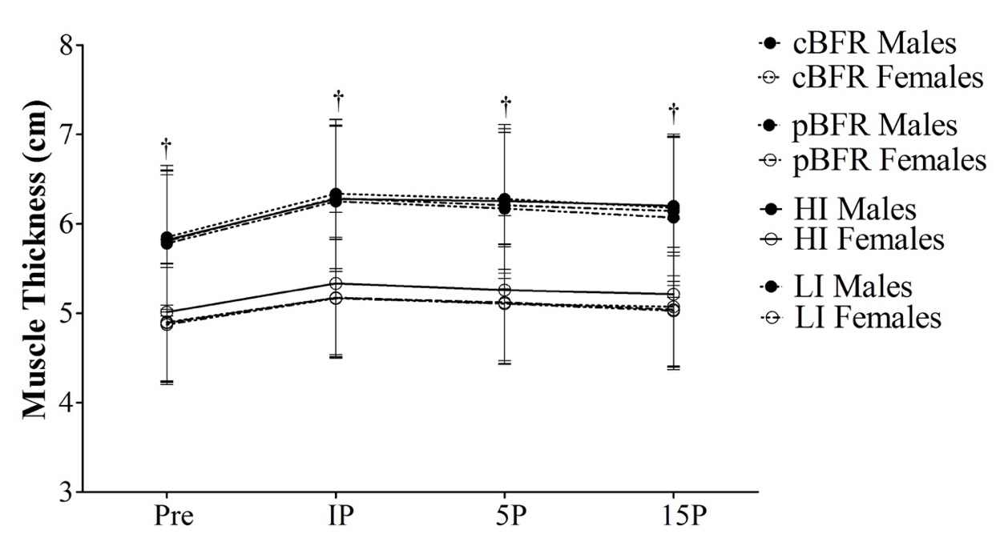 cBFR Males
cBFR Females
pBFR Males
pBFR Females
HI Males
HI Females
LI Males
LI Females
Muscle Thickness (cm)
8
7
6
5
4
3
† † † †
Pre IP 5P 15P